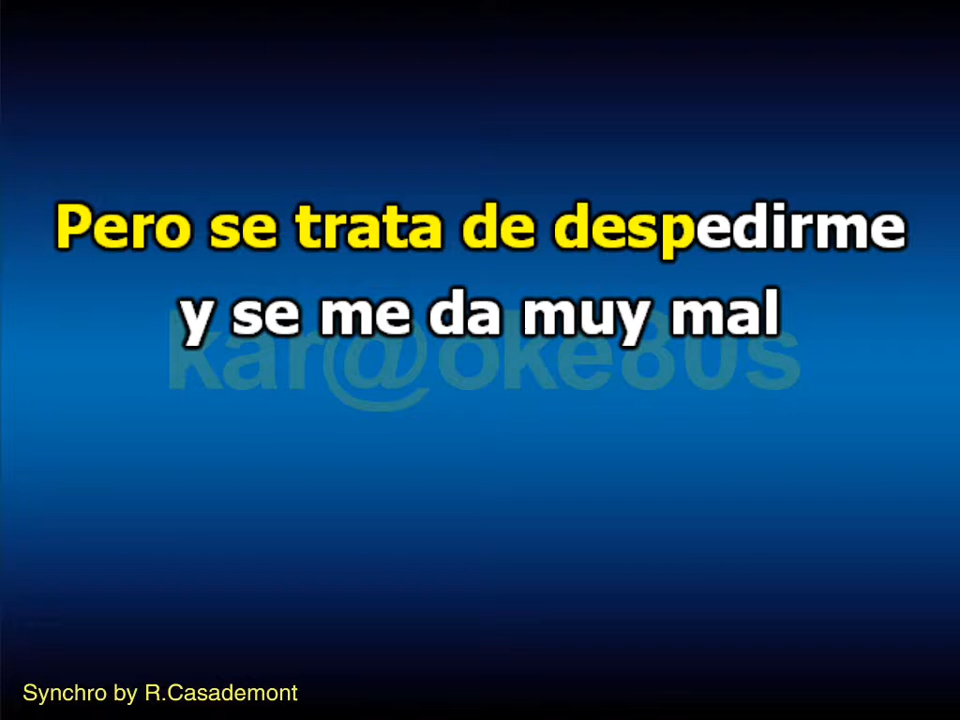 Pero se trata de despedirme
y se me da muy mal
kar@oke80s
Synchro by R.Casademont